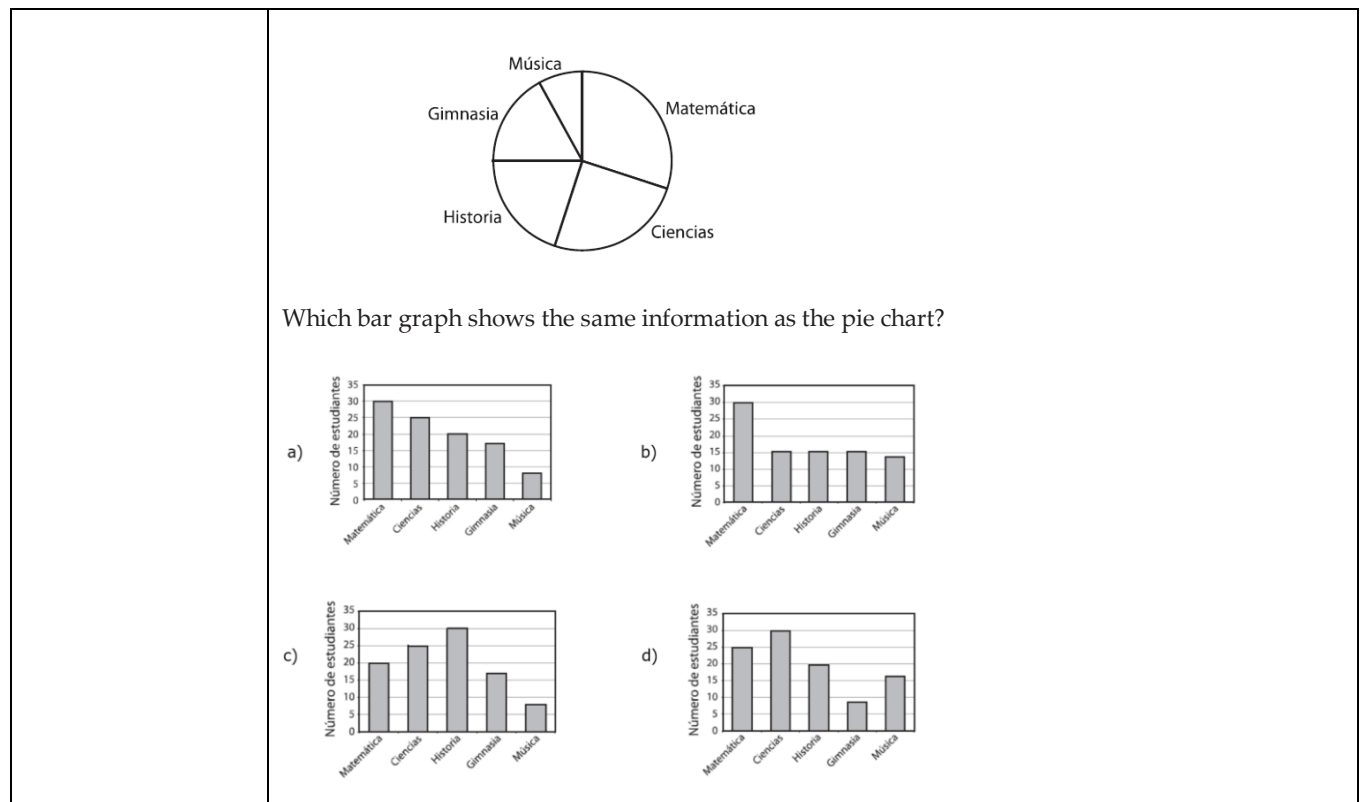 Música
Gimnasia
Matemática
Historia
Ciencias
Which bar graph shows the same information as the pie chart?
a)
Número de estudiantes
35
30
25
20
15
10
5
0
Matemática
Ciencias
Historia
Gimnasia
Música
b)
Número de estudiantes
35
30
25
20
15
10
5
0
Matemática
Ciencias
Historia
Gimnasia
Música
c)
Número de estudiantes
35
30
25
20
15
10
5
0
Matemática
Ciencias
Historia
Gimnasia
Música
d)
Número de estudiantes
35
30
25
20
15
10
5
0
Matemática
Ciencias
Historia
Gimnasia
Música